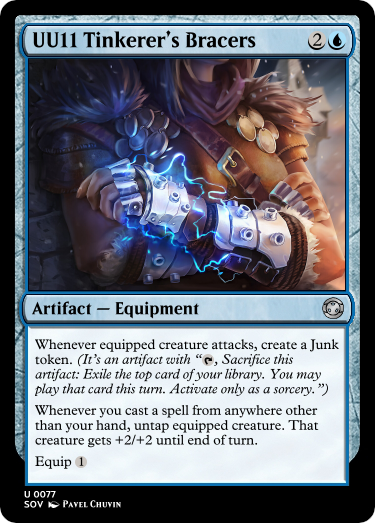 UU11 Tinkerer's Bracers 2
Artifact — Equipment
Whenever equipped creature attacks, create a Junk
token. (It's an artifact with “, Sacrifice this
artifact: Exile the top card of your library. You may
play that card this turn. Activate only as a sorcery.”)
Whenever you cast a spell from anywhere other
than your hand, untap equipped creature. That
creature gets +2/+2 until end of turn.
Equip 1
U 0077
SOV Pavel Chuvin